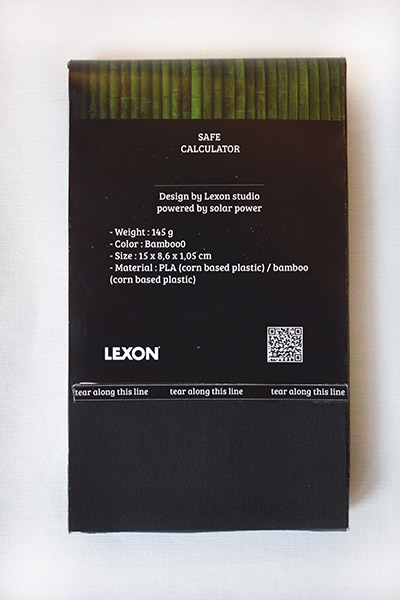 SAFE
CALCULATOR
Design by Lexon studio
powered by solar power
- Weight : 145 g
- Color : Bamboo0
- Size : 15 x 8,6 x 1,05 cm
- Material : PLA (corn based plastic) / bamboo
(corn based plastic)
LEXON
tear along this line tear along this line tear along this line